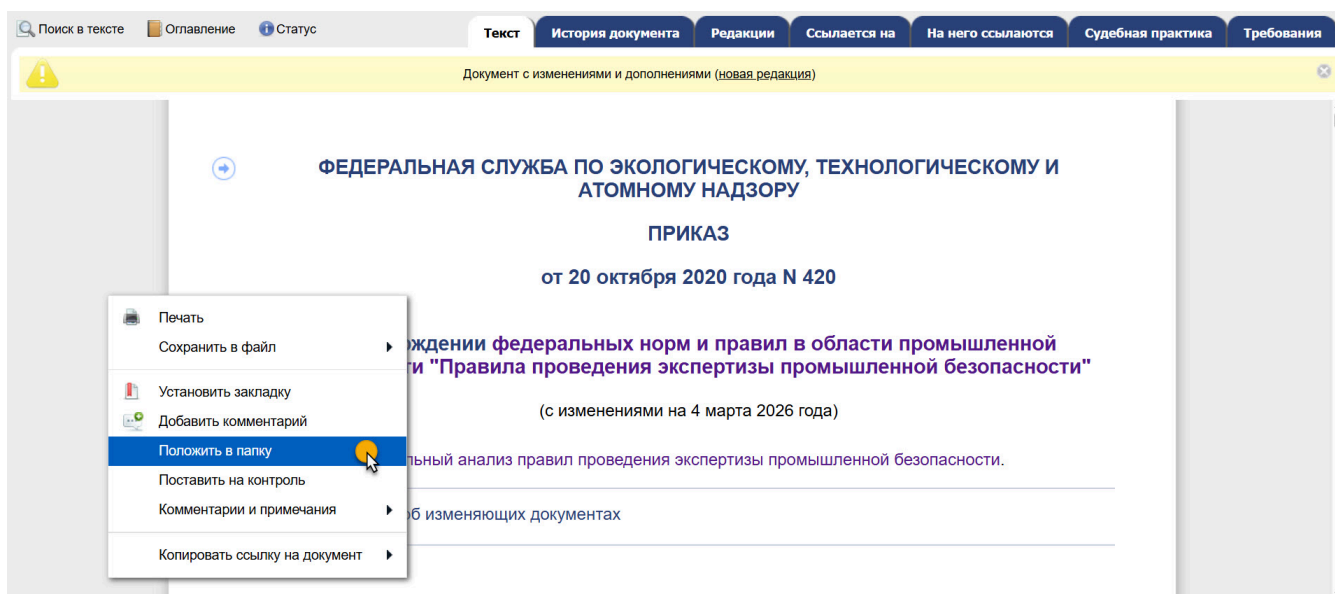 Поиск в тексте Оглавление Статус Текст История документа Редакции Ссылается на На него ссылаются Судебная практика Требования
Документ с изменениями и дополнениями (новая редакция)
ФЕДЕРАЛЬНАЯ СЛУЖБА ПО ЭКОЛОГИЧЕСКОМУ, ТЕХНОЛОГИЧЕСКОМУ И
АТОМНОМУ НАДЗОРУ
ПРИКАЗ
от 20 октября 2020 года N 420
ождении федеральных норм и правил в области промышленной
ти "Правила проведения экспертизы промышленной безопасности"
(с изменениями на 4 марта 2026 года)
льный анализ правил проведения экспертизы промышленной безопасности.
об изменяющих документах
Печать
Сохранить в файл
Установить закладку
Добавить комментарий
Положить в папку
Поставить на контроль
Комментарии и примечания
Копировать ссылку на документ